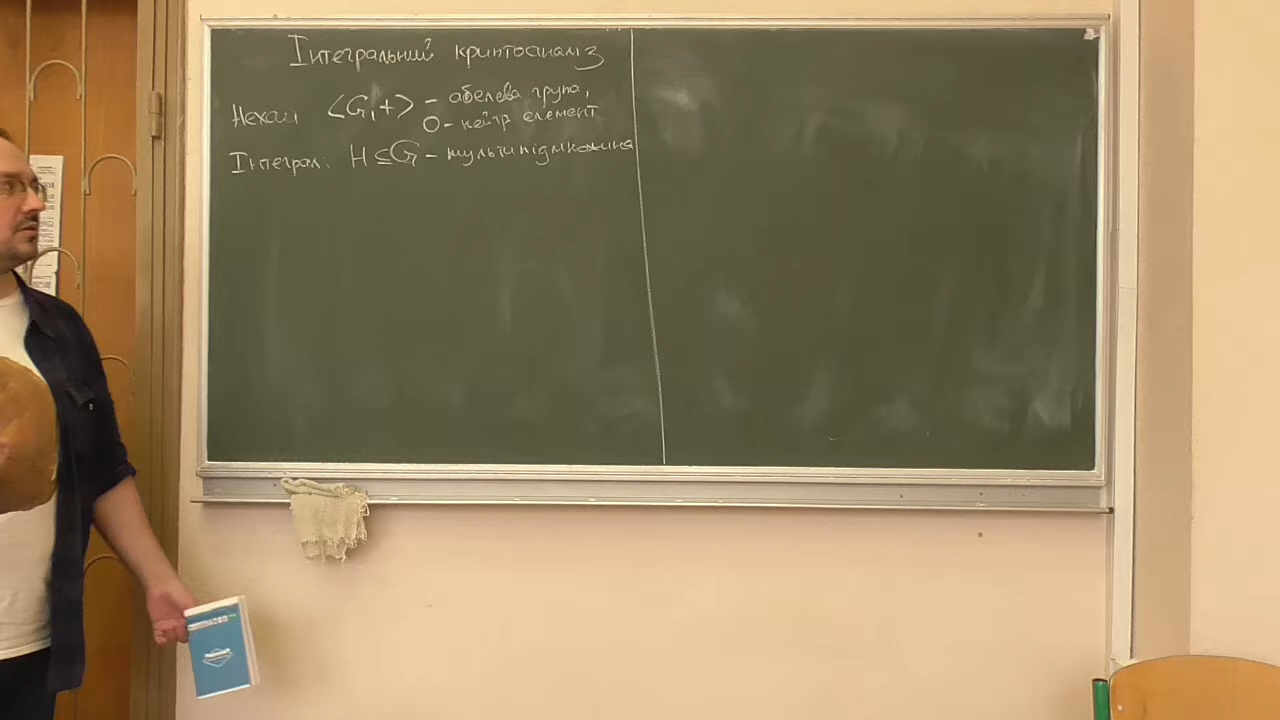 Інтегральний криптоаналіз
Нехай <G,+> - абелева група,
0 - нейтр елемент
Інтеграл: H ⊆ G - мультипідмножина